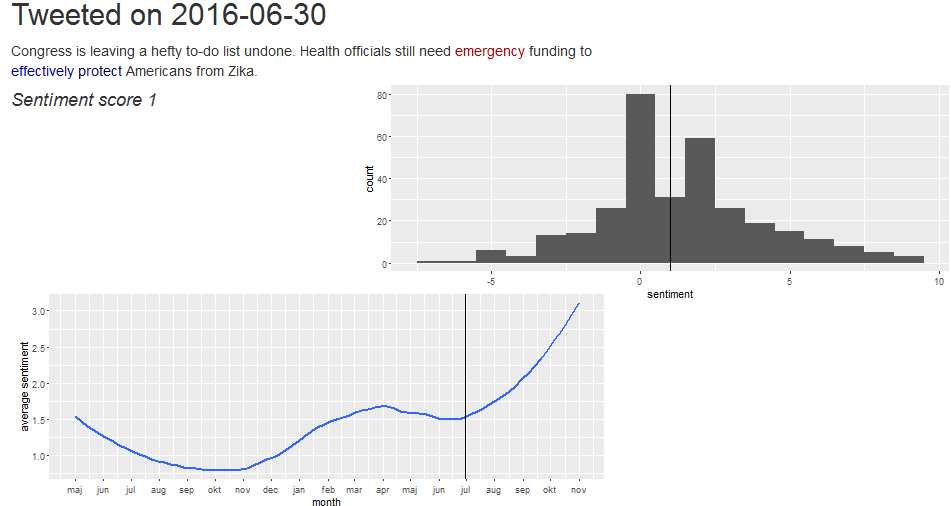 Tweeted on 2016-06-30
Congress is leaving a hefty to-do list undone. Health officials still need emergency funding to
effectively protect Americans from Zika.
Sentiment score 1
80
60
40
20
0
count
-5 0 5 10
sentiment
3.0
2.5
2.0
1.5
1.0
average sentiment
maj jun jul aug sep okt nov dec jan feb mar apr maj jun jul aug sep okt nov
month